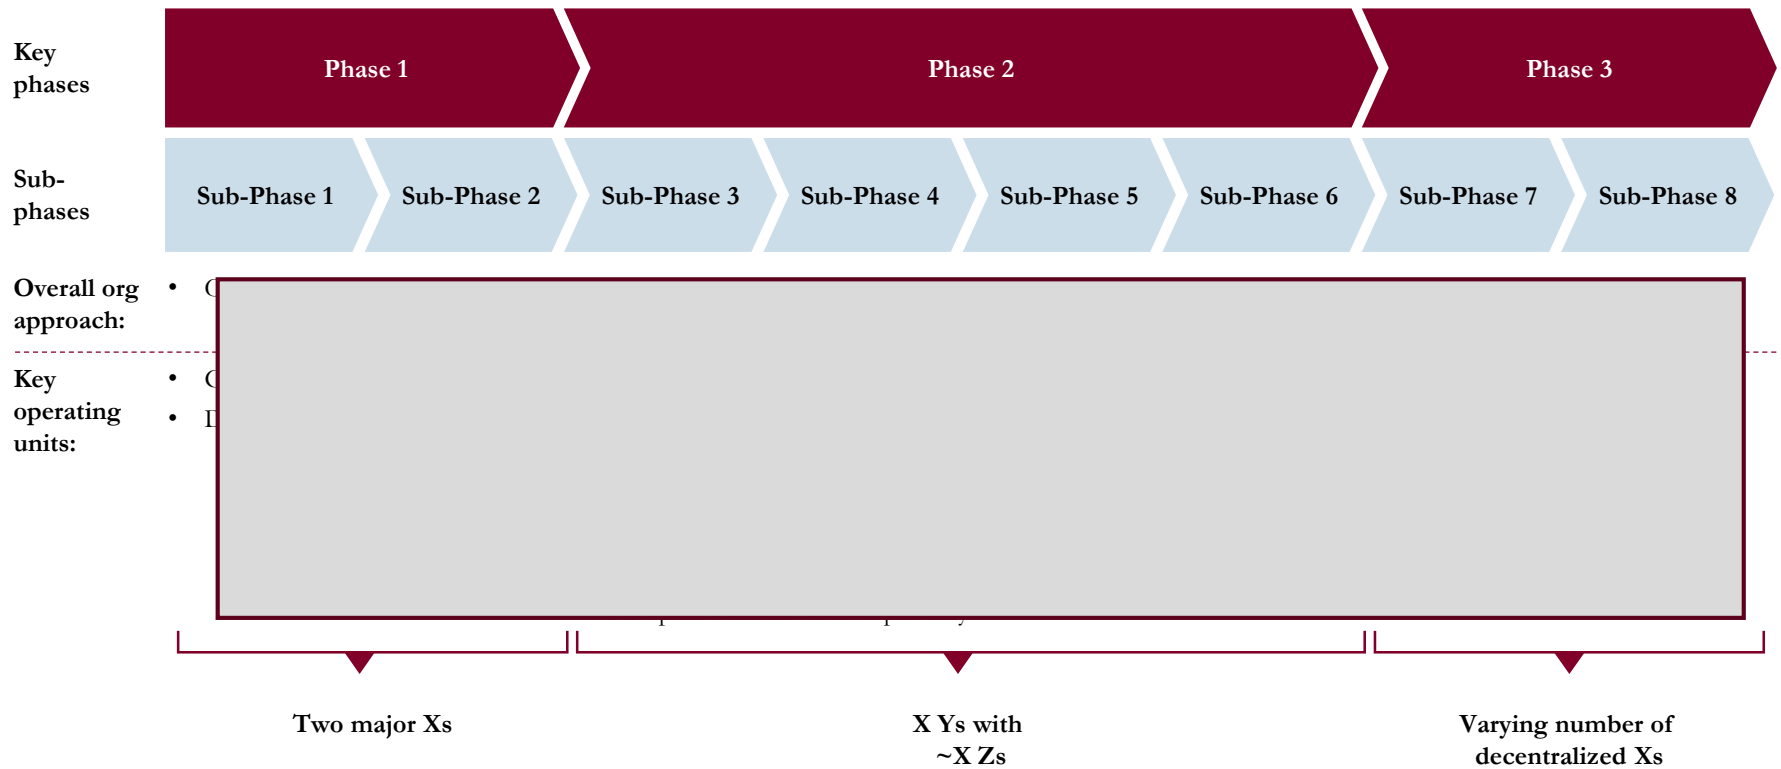 Key
phases
Phase 1
Phase 2
Phase 3
Sub-
phases
Sub-Phase 1
Sub-Phase 2
Sub-Phase 3
Sub-Phase 4
Sub-Phase 5
Sub-Phase 6
Sub-Phase 7
Sub-Phase 8
Overall org
approach:
Key
operating
units:
Two major Xs
X Ys with
~X Zs
Varying number of
decentralized Xs